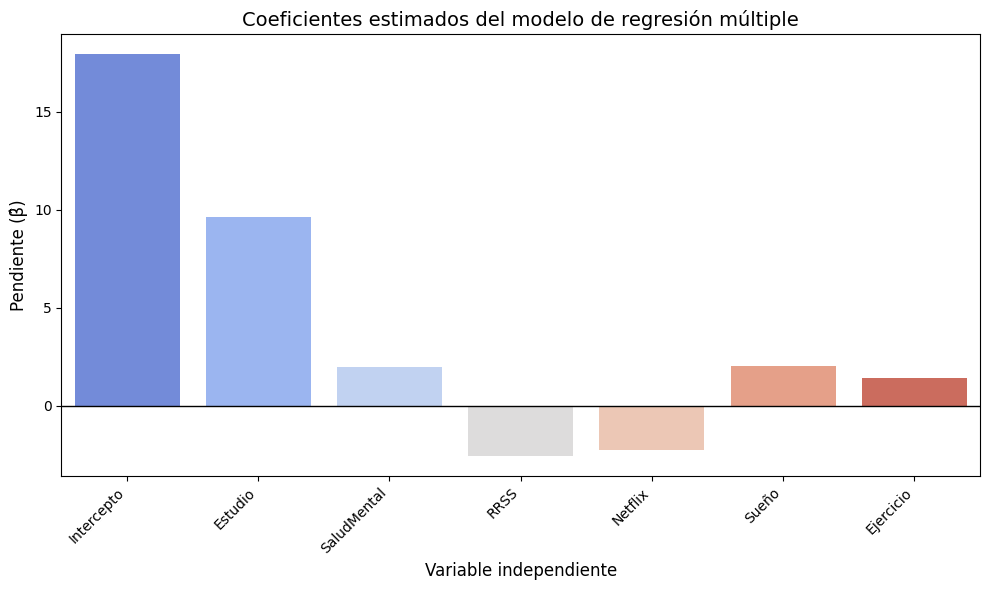 Coeficientes estimados del modelo de regresión múltiple
Pendiente (β)
15
10
5
0
Intercepto
Estudio
SaludMental
RRSS
Netflix
Sueño
Ejercicio
Variable independiente